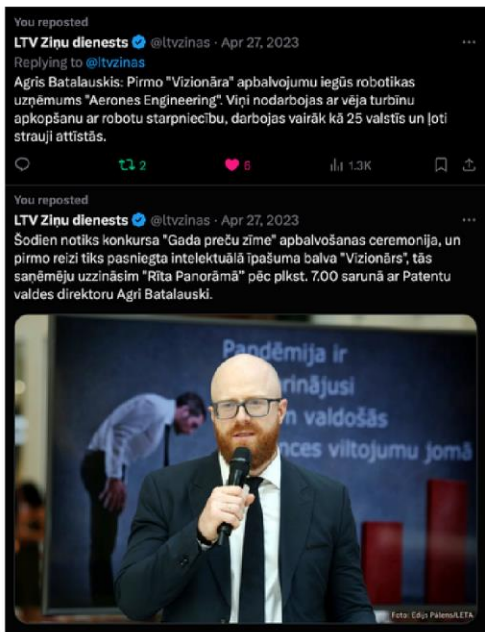 You reposted
LTV Ziņu dienests @ltvzinas · Apr 27, 2023
Replying to @ltvzinas
Agris Batalauskis: Pirmo "Vizionāra" apbalvojumu iegūs robotikas
uzņēmums "Aerones Engineering". Viņi nodarbojas ar vēja turbīnu
apkopšanu ar robotu starpniecību, darbojas vairāk kā 25 valstīs un ļoti
strauji attīstās.
2 6 1.3K
You reposted
LTV Ziņu dienests @ltvzinas · Apr 27, 2023
Šodien notiks konkursa "Gada preču zīme" apbalvošanas ceremonija, un
pirmo reizi tiks pasniegta intelektuālā īpašuma balva "Vizionārs", tās
saņēmēju uzzināsim "Rīta Panorāmā" pēc plkst. 7.00 sarunā ar Patentu
valdes direktoru Agri Batalauski.
Pandēmija ir
rinājusi
m valdošās
nces viltojumu jomā
Foto: Edijs Pālens/LETA